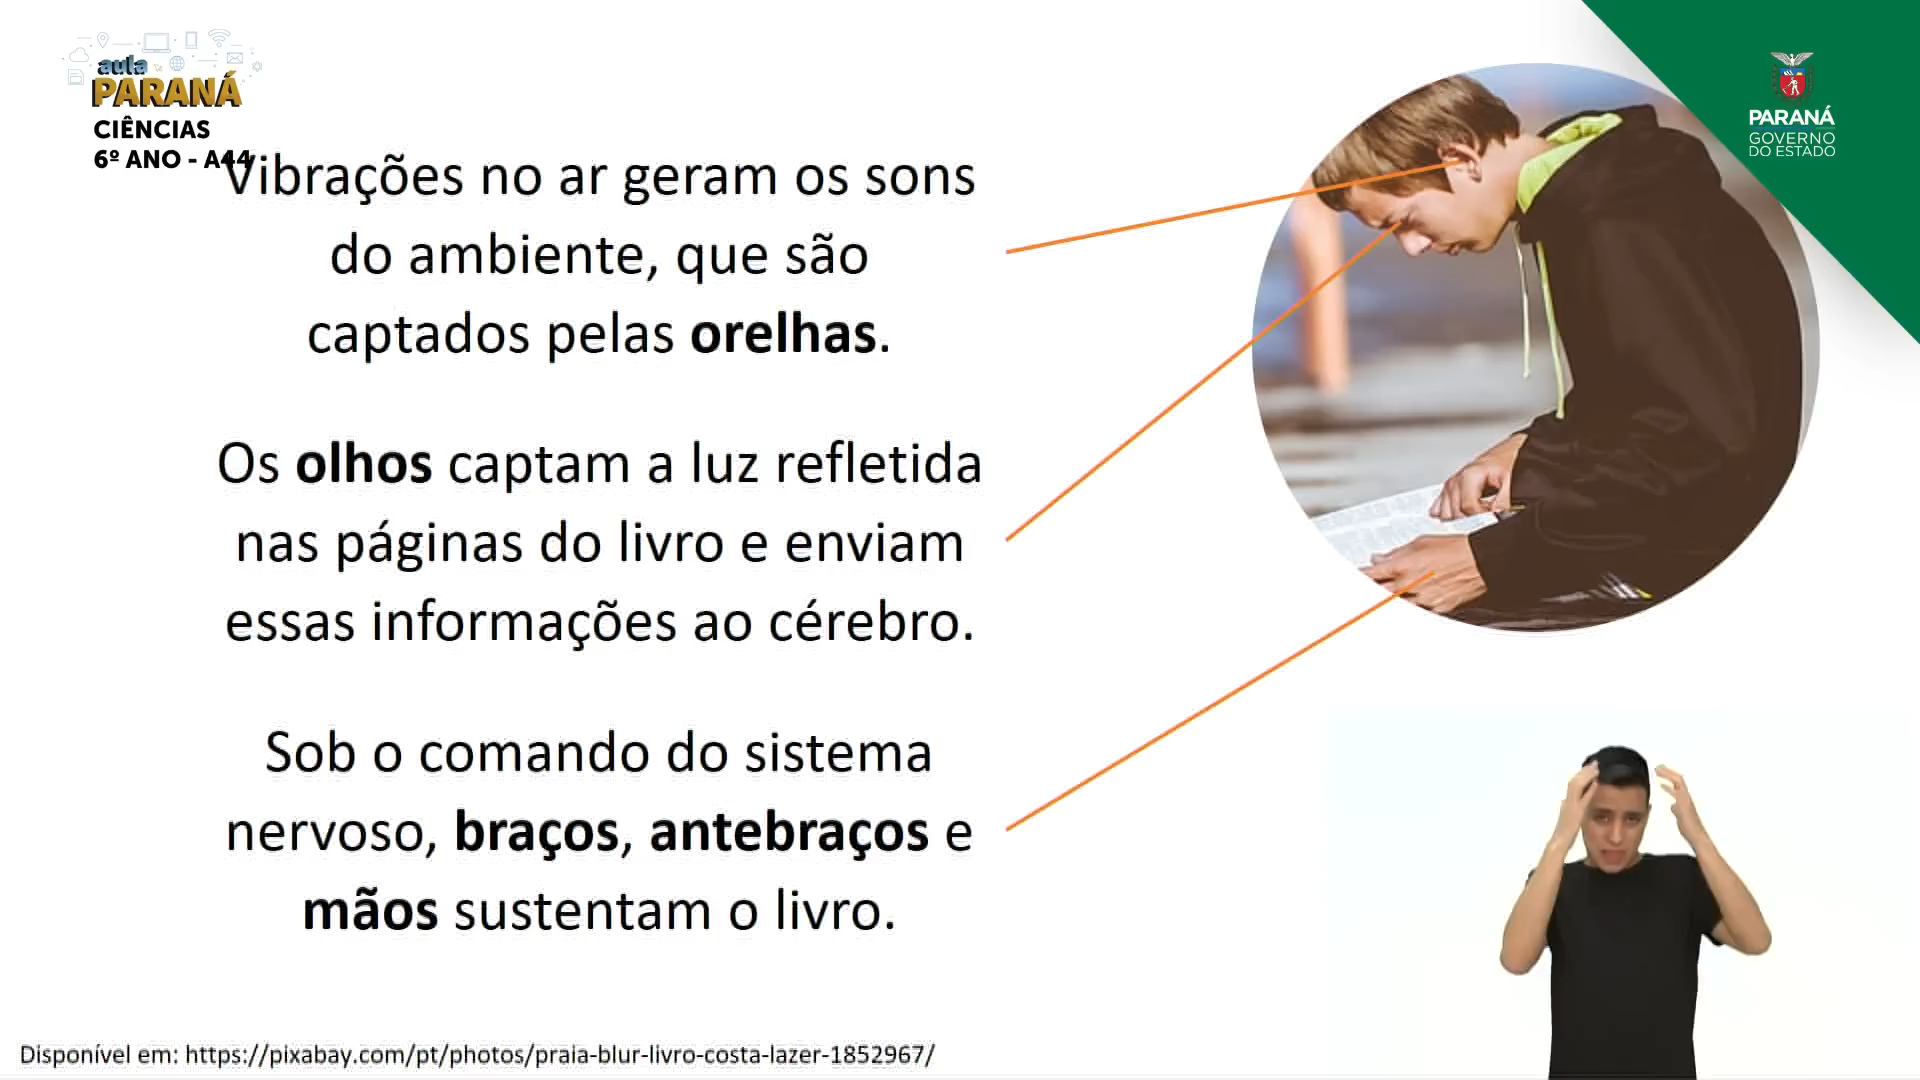 aula
PARANÁ
CIÊNCIAS
6º ANO - A44
PARANÁ
GOVERNO
DO ESTADO
Vibrações no ar geram os sons
do ambiente, que são
captados pelas orelhas.
Os olhos captam a luz refletida
nas páginas do livro e enviam
essas informações ao cérebro.
Sob o comando do sistema
nervoso, braços, antebraços e
mãos sustentam o livro.
Disponível em: https://pixabay.com/pt/photos/praia-blur-livro-costa-lazer-1852967/